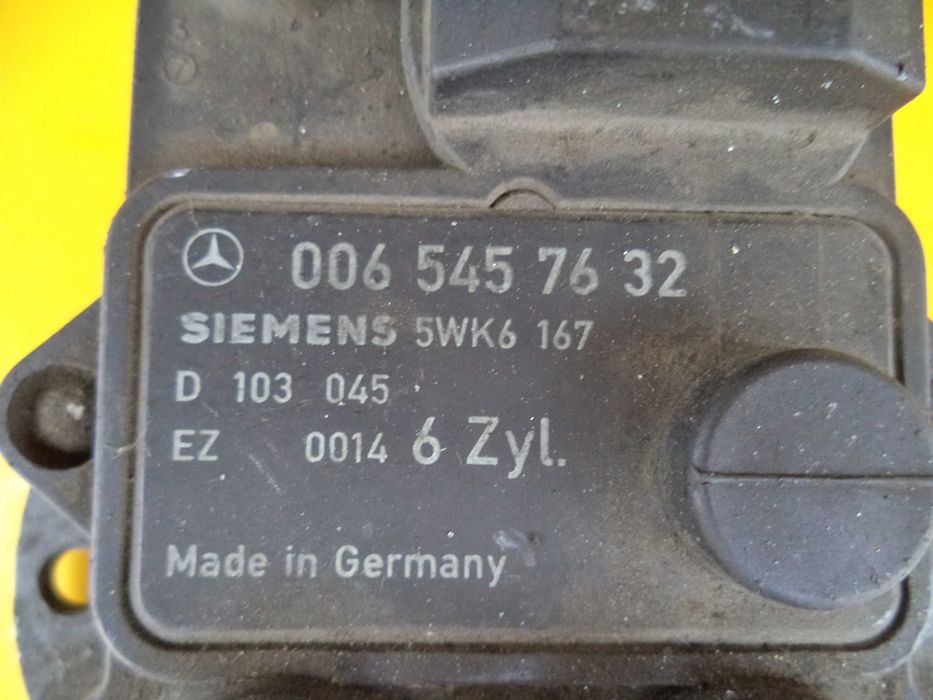 006 545 76 32
SIEMENS 5WK6 167
D 103 045
EZ 0014 6 Zyl.
Made in Germany